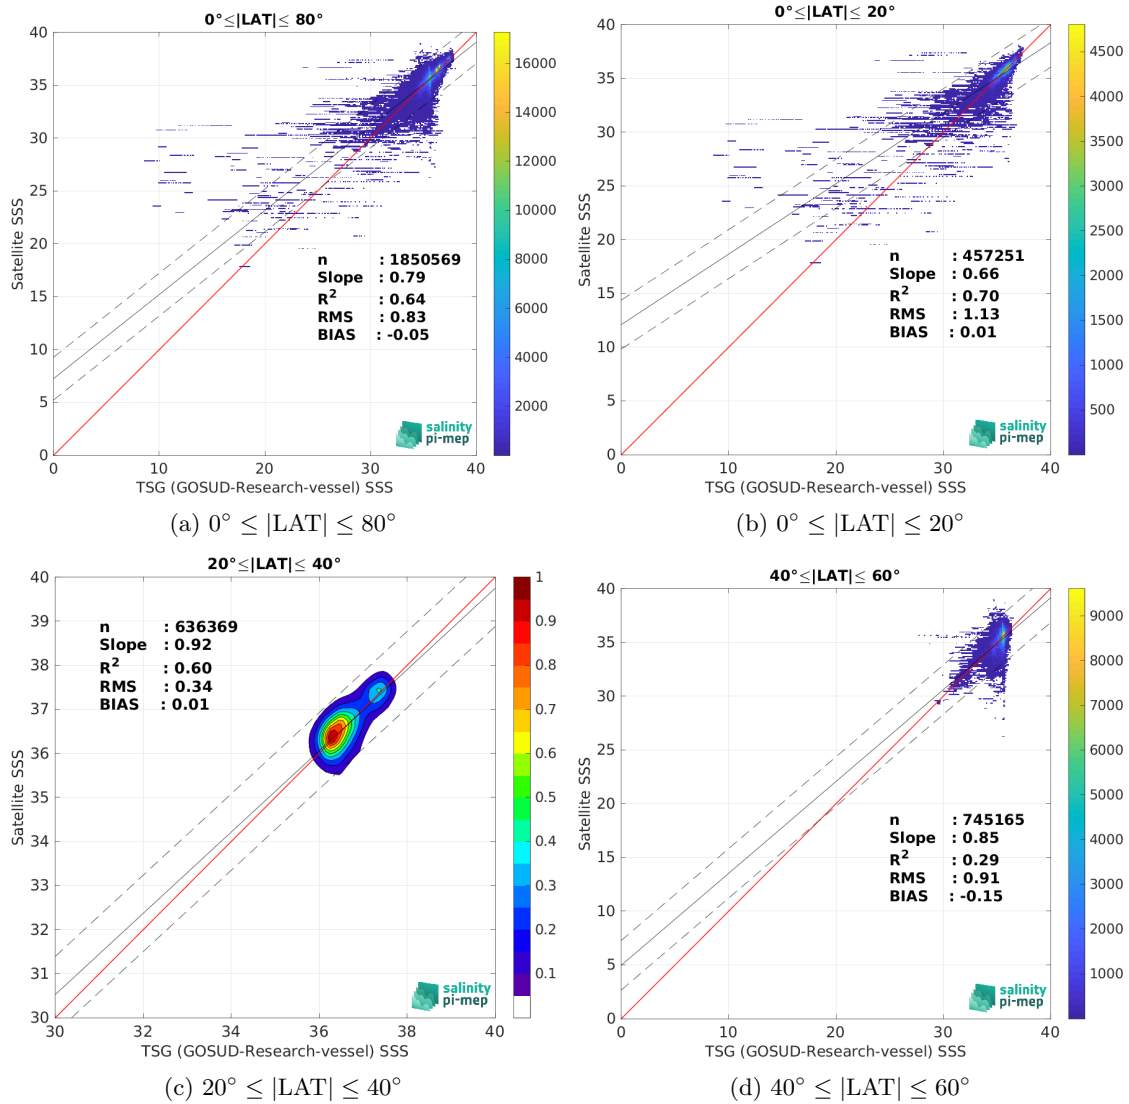 0°≤|LAT|≤ 80°
40
35
30
25
20
15
10
5
0
Satellite SSS
0
10
20
30
40
TSG (GOSUD-Research-vessel) SSS
n : 1850569
Slope : 0.79
R² : 0.64
RMS : 0.83
BIAS : -0.05
salinity
pi-mep
16000
14000
12000
10000
8000
6000
4000
2000
(a) 0° ≤ |LAT| ≤ 80°
0°≤|LAT|≤ 20°
40
35
30
25
20
15
10
5
0
Satellite SSS
0
10
20
30
40
TSG (GOSUD-Research-vessel) SSS
n : 457251
Slope : 0.66
R² : 0.70
RMS : 1.13
BIAS : 0.01
salinity
pi-mep
4500
4000
3500
3000
2500
2000
1500
1000
500
(b) 0° ≤ |LAT| ≤ 20°
20°≤|LAT|≤ 40°
40
39
38
37
36
35
34
33
32
31
30
Satellite SSS
30
32
34
36
38
40
TSG (GOSUD-Research-vessel) SSS
n : 636369
Slope : 0.92
R² : 0.60
RMS : 0.34
BIAS : 0.01
salinity
pi-mep
1
0.9
0.8
0.7
0.6
0.5
0.4
0.3
0.2
0.1
(c) 20° ≤ |LAT| ≤ 40°
40°≤|LAT|≤ 60°
40
35
30
25
20
15
10
5
0
Satellite SSS
0
10
20
30
40
TSG (GOSUD-Research-vessel) SSS
n : 745165
Slope : 0.85
R² : 0.29
RMS : 0.91
BIAS : -0.15
salinity
pi-mep
9000
8000
7000
6000
5000
4000
3000
2000
1000
(d) 40° ≤ |LAT| ≤ 60°